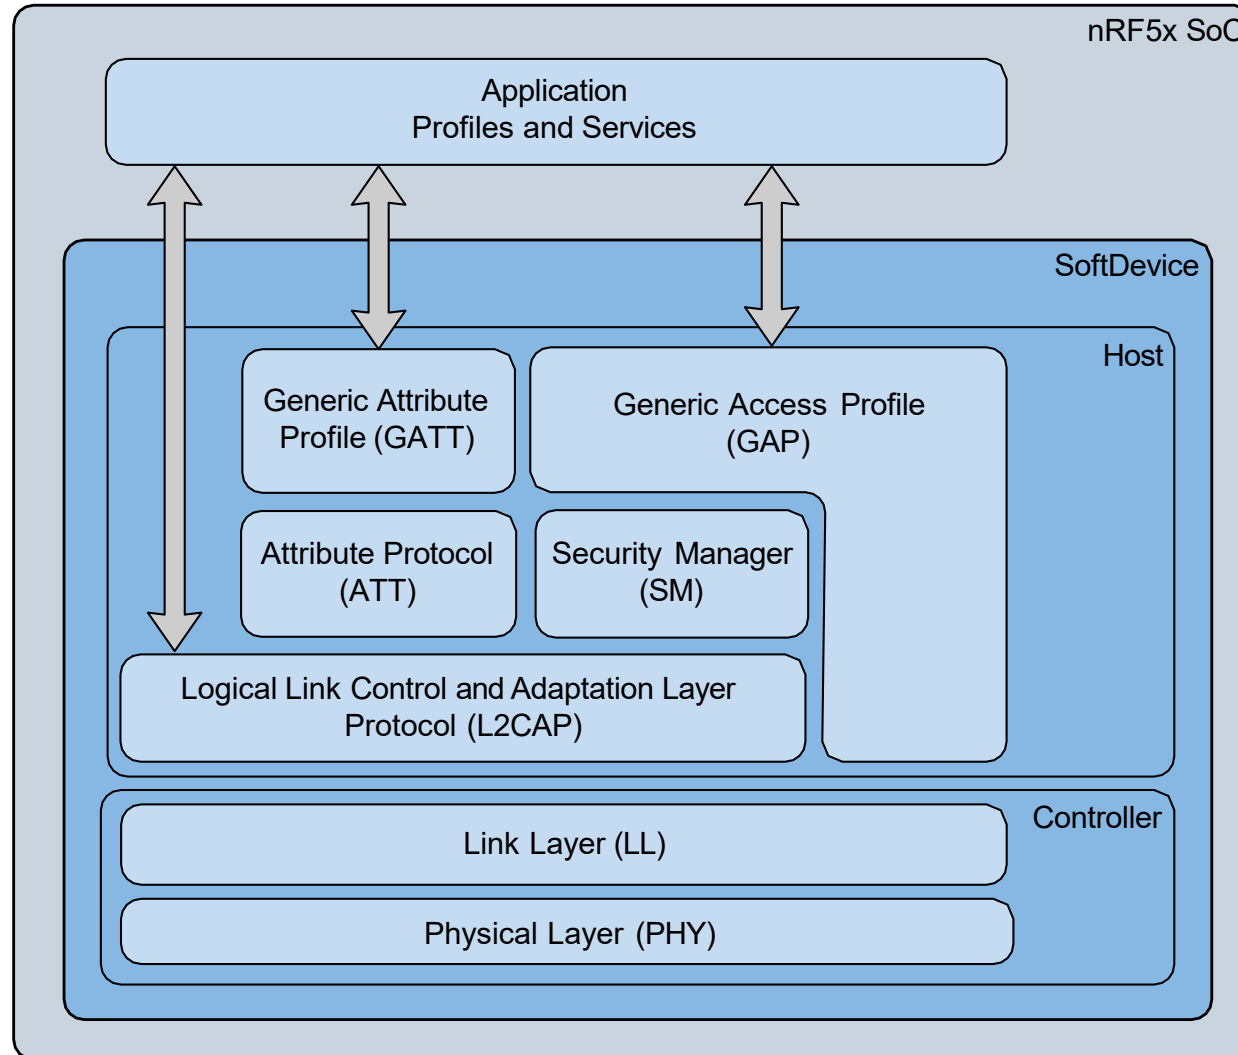 nRF5x SoC
Application
Profiles and Services
SoftDevice
Host
Generic Attribute
Profile (GATT)
Generic Access Profile
(GAP)
Attribute Protocol
(ATT)
Security Manager
(SM)
Logical Link Control and Adaptation Layer
Protocol (L2CAP)
Controller
Link Layer (LL)
Physical Layer (PHY)